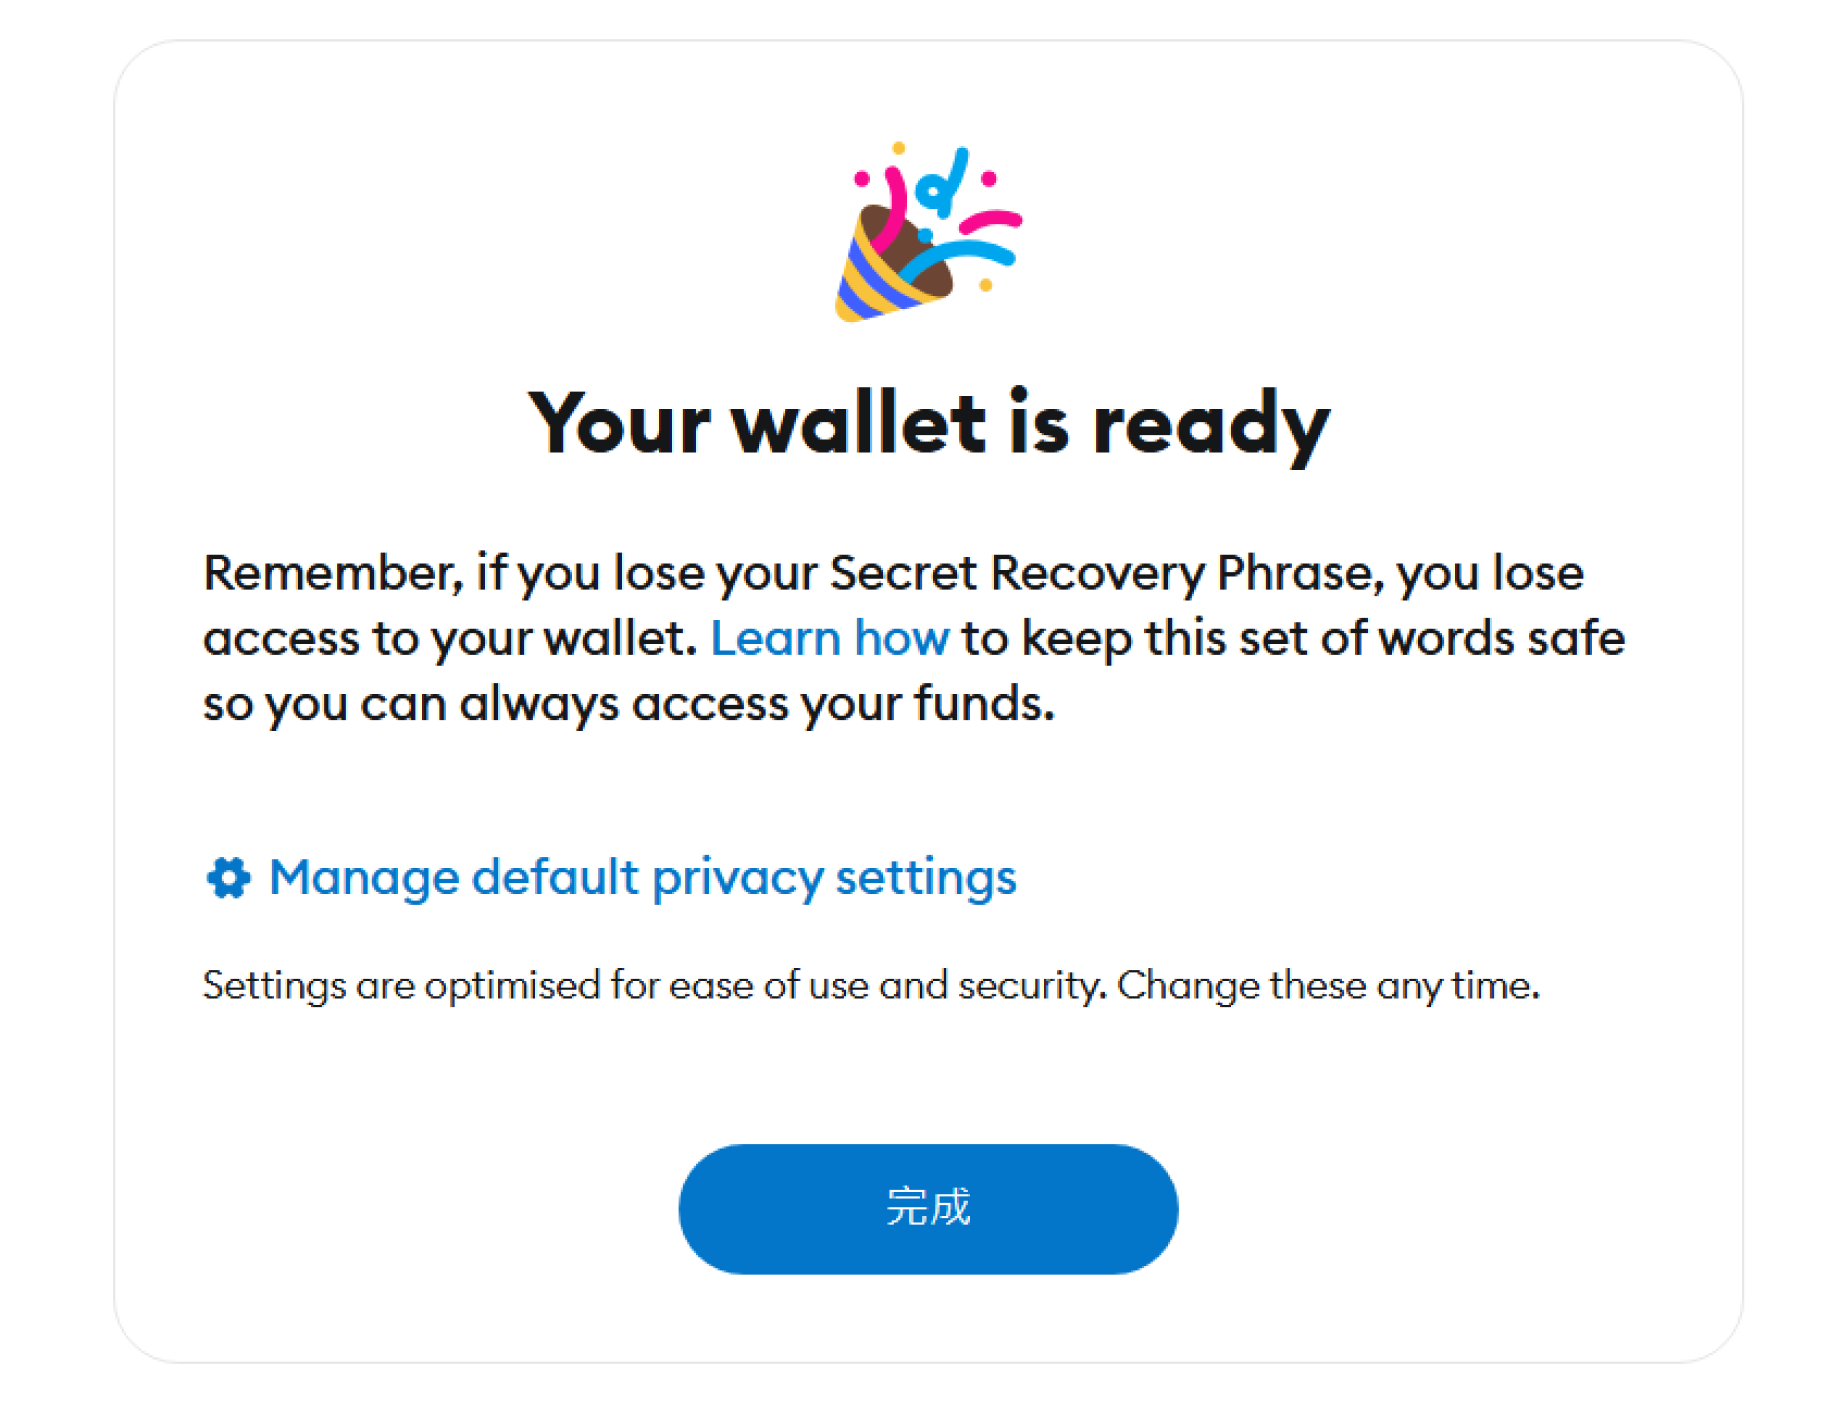 Your wallet is ready
Remember, if you lose your Secret Recovery Phrase, you lose
access to your wallet. Learn how to keep this set of words safe
so you can always access your funds.
Manage default privacy settings
Settings are optimised for ease of use and security. Change these any time.
完成